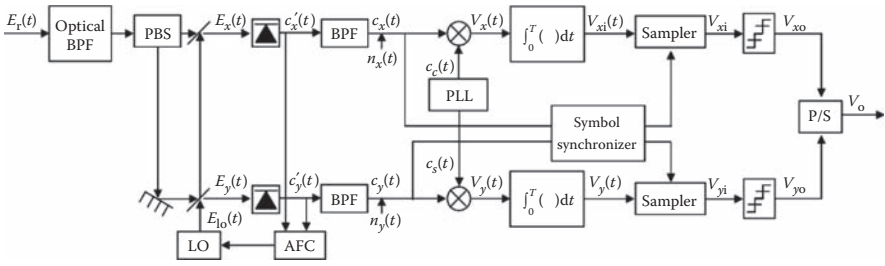 E_r(t)
Optical BPF
PBS
E_x(t)
c'_x(t)
BPF
c_x(t)
n_x(t)
V_x(t)
∫_0^T ( )dt
V_xi(t)
Sampler
V_xi
V_xo
c_c(t)
PLL
c_s(t)
Symbol synchronizer
P/S
V_o
E_y(t)
c'_y(t)
BPF
c_y(t)
n_y(t)
V_y(t)
∫_0^T ( )dt
V_y(t)
Sampler
V_yi
V_yo
E_lo(t)
LO
AFC